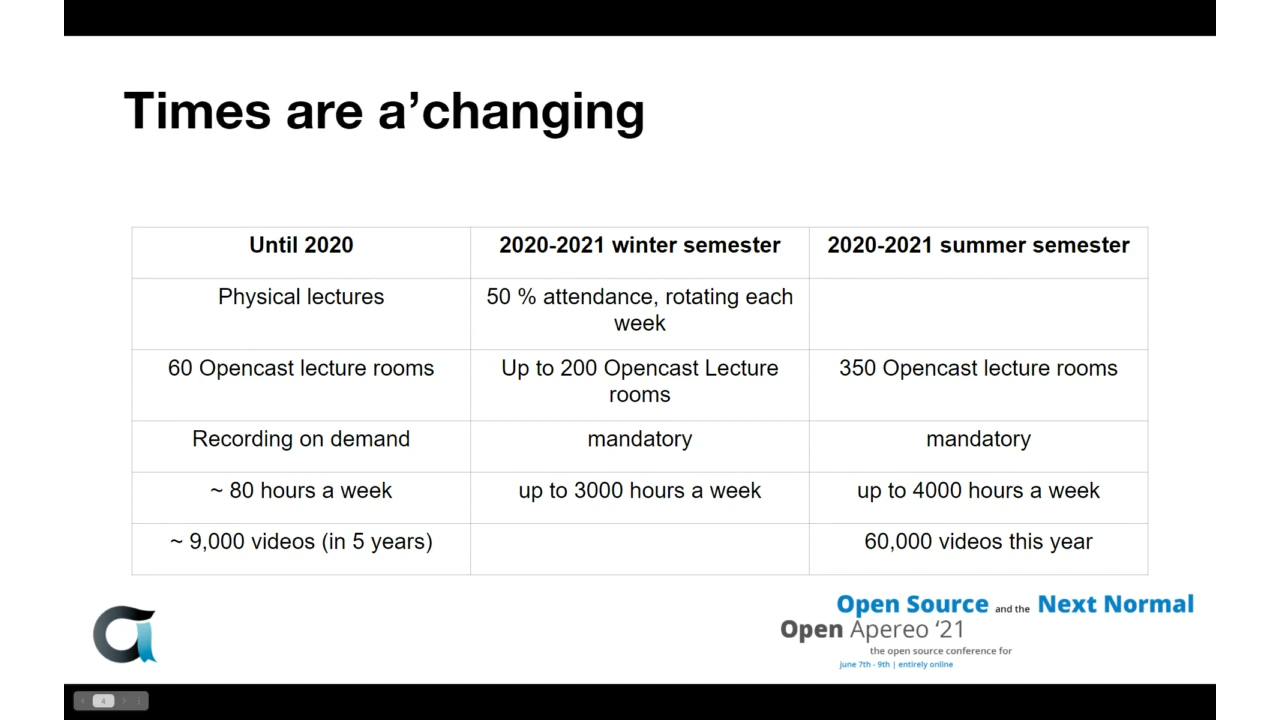 Times are a’changing
Until 2020
2020-2021 winter semester
2020-2021 summer semester
Physical lectures
50 % attendance, rotating each
week
60 Opencast lecture rooms
Up to 200 Opencast Lecture
rooms
350 Opencast lecture rooms
Recording on demand
mandatory
mandatory
~ 80 hours a week
up to 3000 hours a week
up to 4000 hours a week
~ 9,000 videos (in 5 years)
60,000 videos this year
Open Source and the Next Normal
Open Apereo ‘21
the open source conference for
june 7th - 9th | entirely online
4